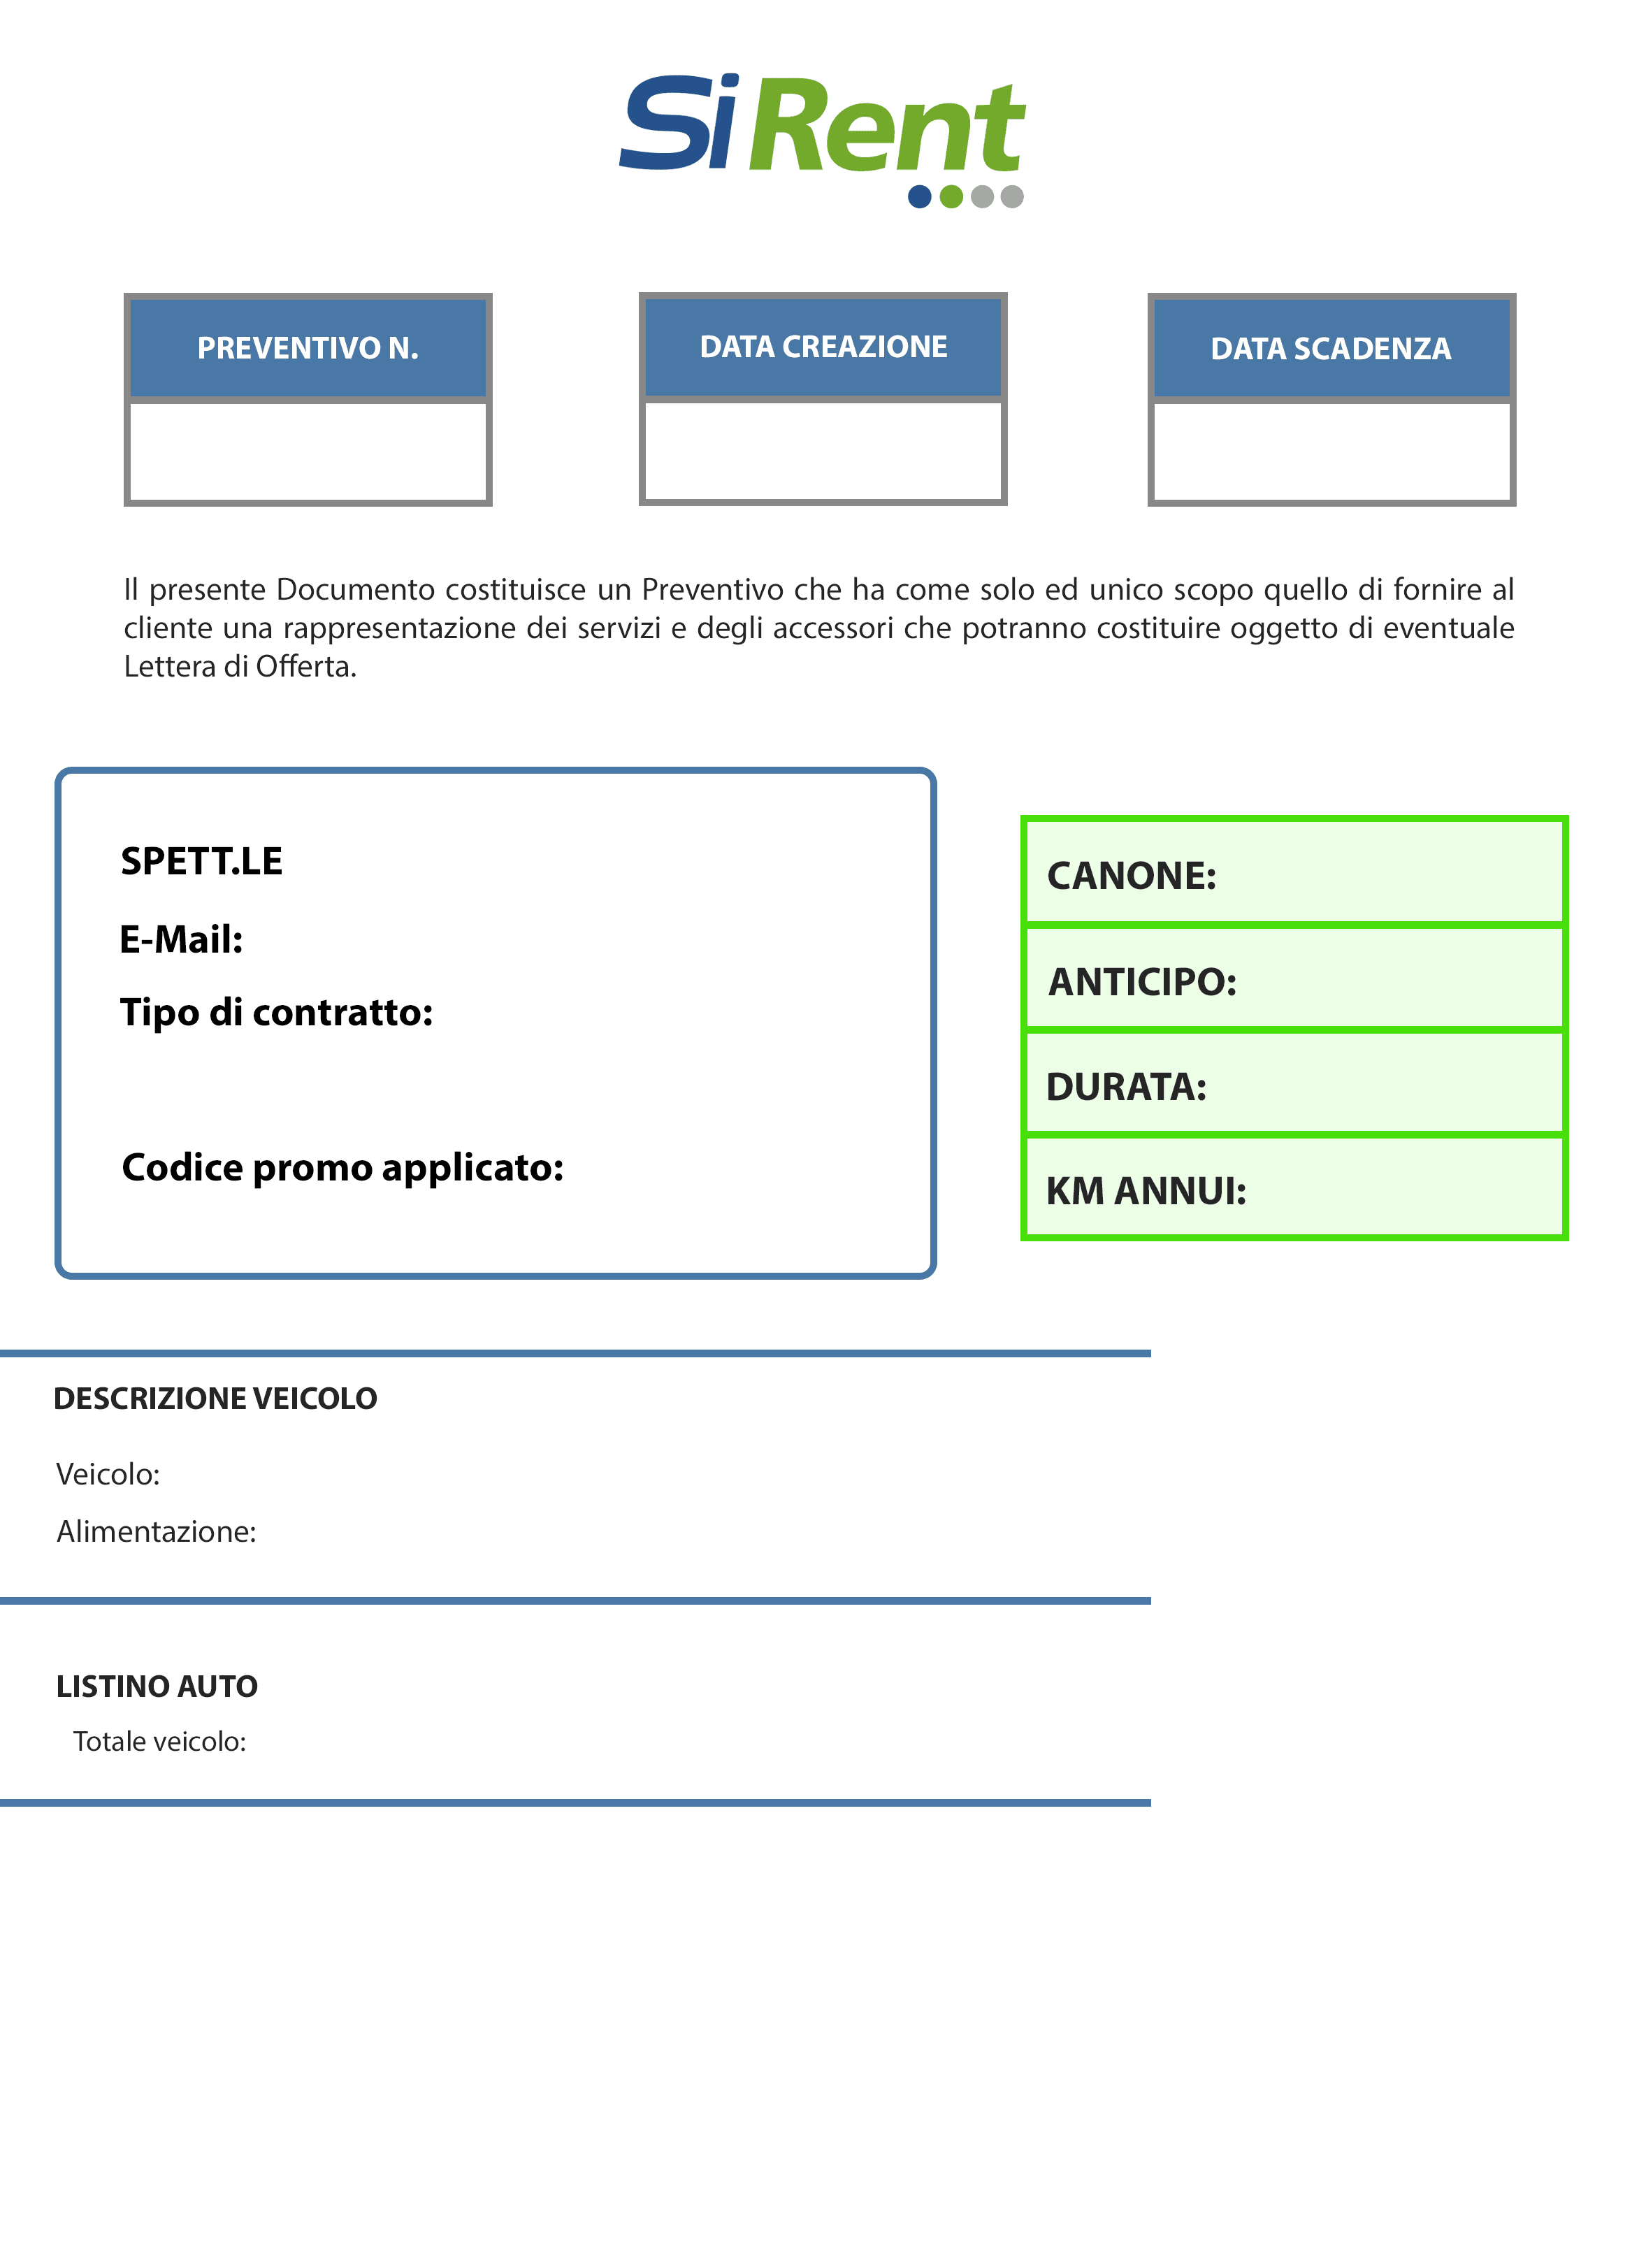 SiRent
PREVENTIVO N.
DATA CREAZIONE
DATA SCADENZA
Il presente Documento costituisce un Preventivo che ha come solo ed unico scopo quello di fornire al
cliente una rappresentazione dei servizi e degli accessori che potranno costituire oggetto di eventuale
Lettera di Offerta.
SPETT.LE
E-Mail:
Tipo di contratto:
Codice promo applicato:
CANONE:
ANTICIPO:
DURATA:
KM ANNUI:
DESCRIZIONE VEICOLO
Veicolo:
Alimentazione:
LISTINO AUTO
Totale veicolo: